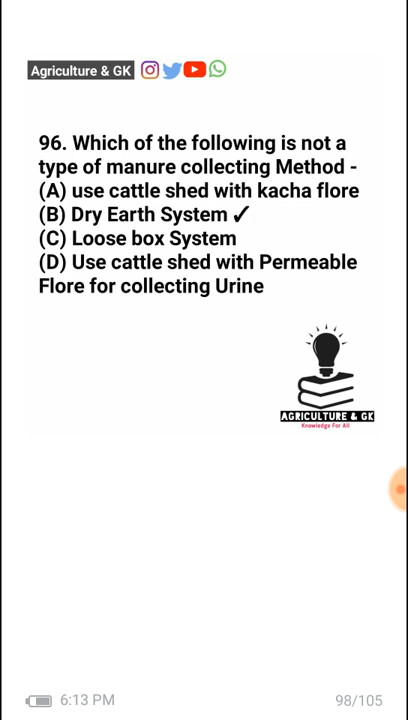 Agriculture & GK
96. Which of the following is not a
type of manure collecting Method -
(A) use cattle shed with kacha flore
(B) Dry Earth System ✓
(C) Loose box System
(D) Use cattle shed with Permeable
Flore for collecting Urine
AGRICULTURE & GK
Knowledge For All
6:13 PM 98/105